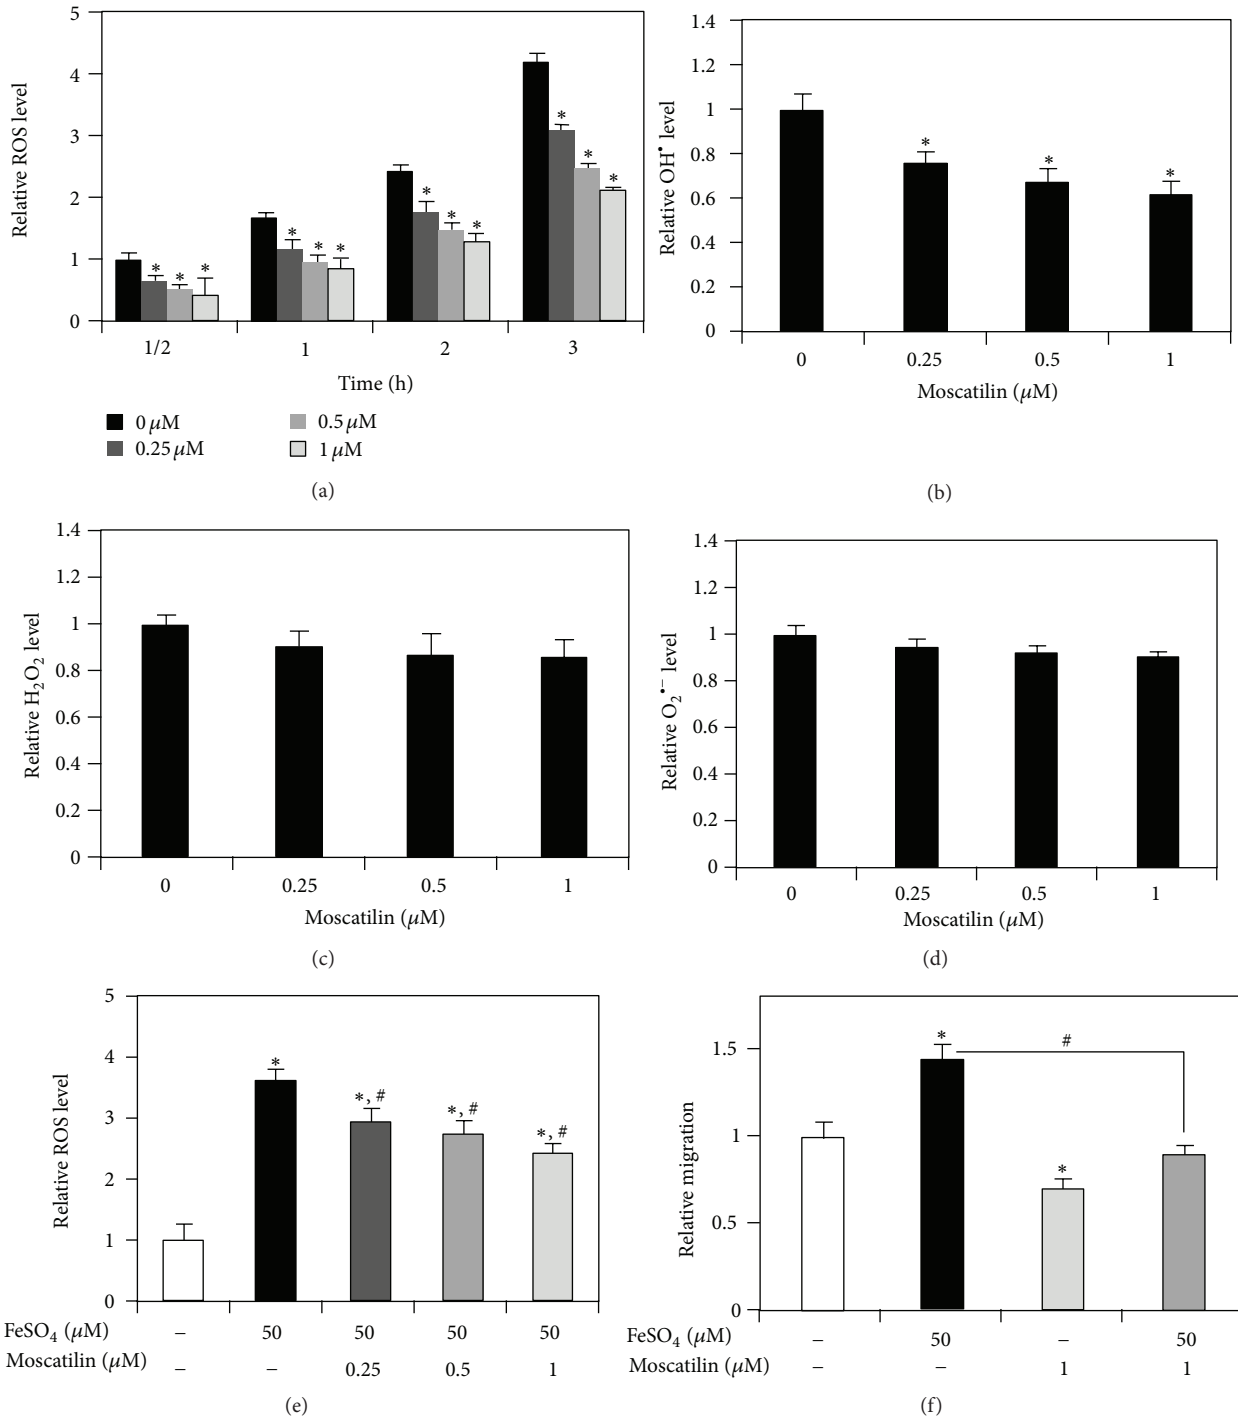 5
4
3
2
1
0
Relative ROS level
* * *
* * *
* * *
* * *
1/2 1 2 3
Time (h)
0 μM 0.5 μM
0.25 μM 1 μM
(a)
1.4
1.2
1
0.8
0.6
0.4
0.2
0
Relative OH• level
* * *
0 0.25 0.5 1
Moscatilin (μM)
(b)
1.4
1.2
1
0.8
0.6
0.4
0.2
0
Relative H2O2 level
0 0.25 0.5 1
Moscatilin (μM)
(c)
1.4
1.2
1
0.8
0.6
0.4
0.2
0
Relative O2•− level
0 0.25 0.5 1
Moscatilin (μM)
(d)
5
4
3
2
1
0
Relative ROS level
* *, # *, # *, #
FeSO4 (μM) − 50 50 50 50
Moscatilin (μM) − − 0.25 0.5 1
(e)
1.5
1
0.5
0
Relative migration
* # *
FeSO4 (μM) − 50 − 50
Moscatilin (μM) − − 1 1
(f)